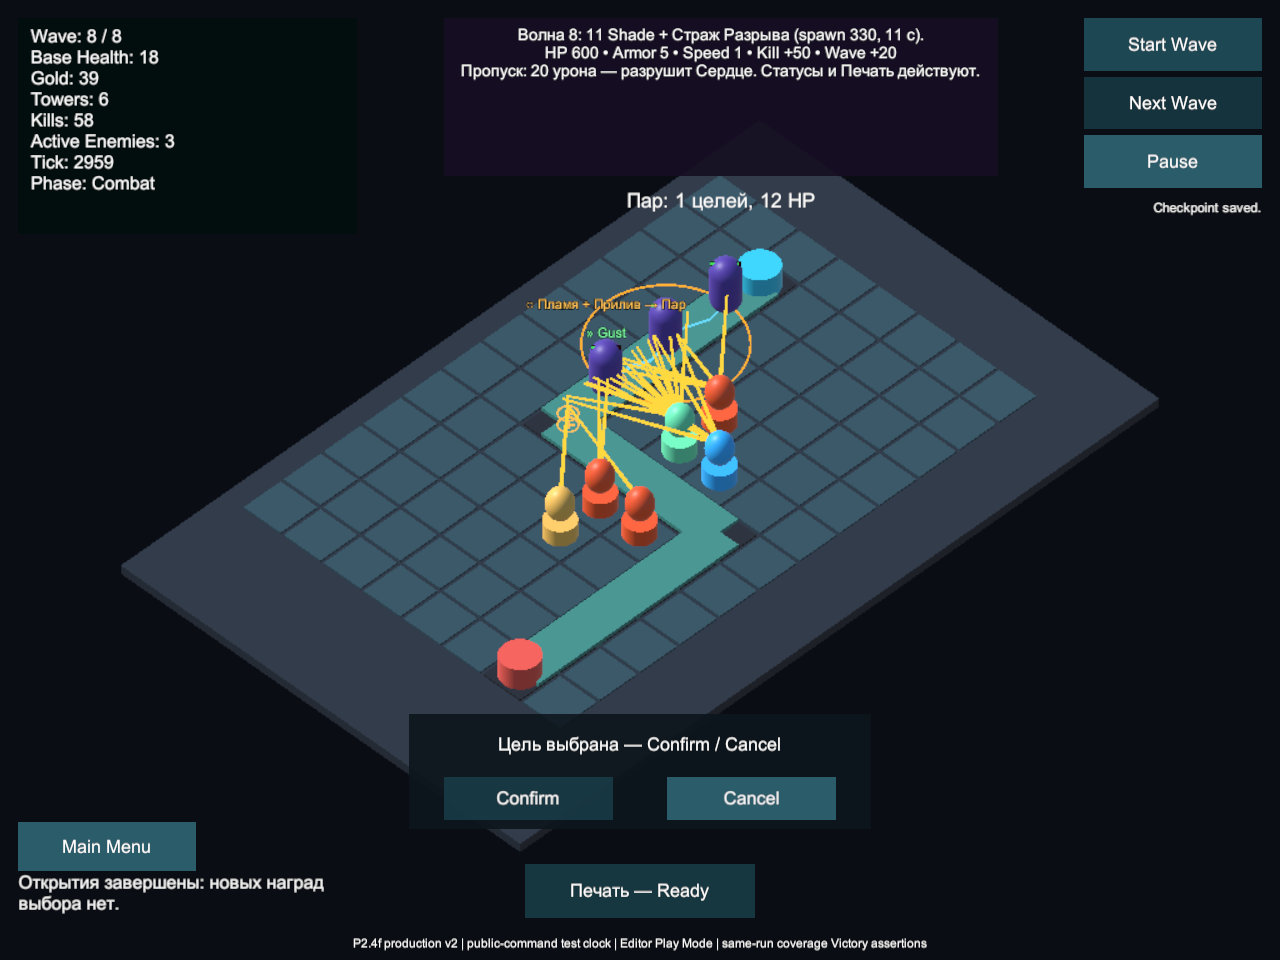 Wave: 8 / 8
Base Health: 18
Gold: 39
Towers: 6
Kills: 58
Active Enemies: 3
Tick: 2959
Phase: Combat
Волна 8: 11 Shade + Страж Разрыва (spawn 330, 11 с).
HP 600 • Armor 5 • Speed 1 • Kill +50 • Wave +20
Пропуск: 20 урона — разрушит Сердце. Статусы и Печать действуют.
Start Wave
Next Wave
Pause
Checkpoint saved.
Пар: 1 целей, 12 HP
¤ Пламя + Прилив → Пар
» Gust
Цель выбрана — Confirm / Cancel
Confirm
Cancel
Main Menu
Открытия завершены: новых наград
выбора нет.
Печать — Ready
P2.4f production v2 | public-command test clock | Editor Play Mode | same-run coverage Victory assertions